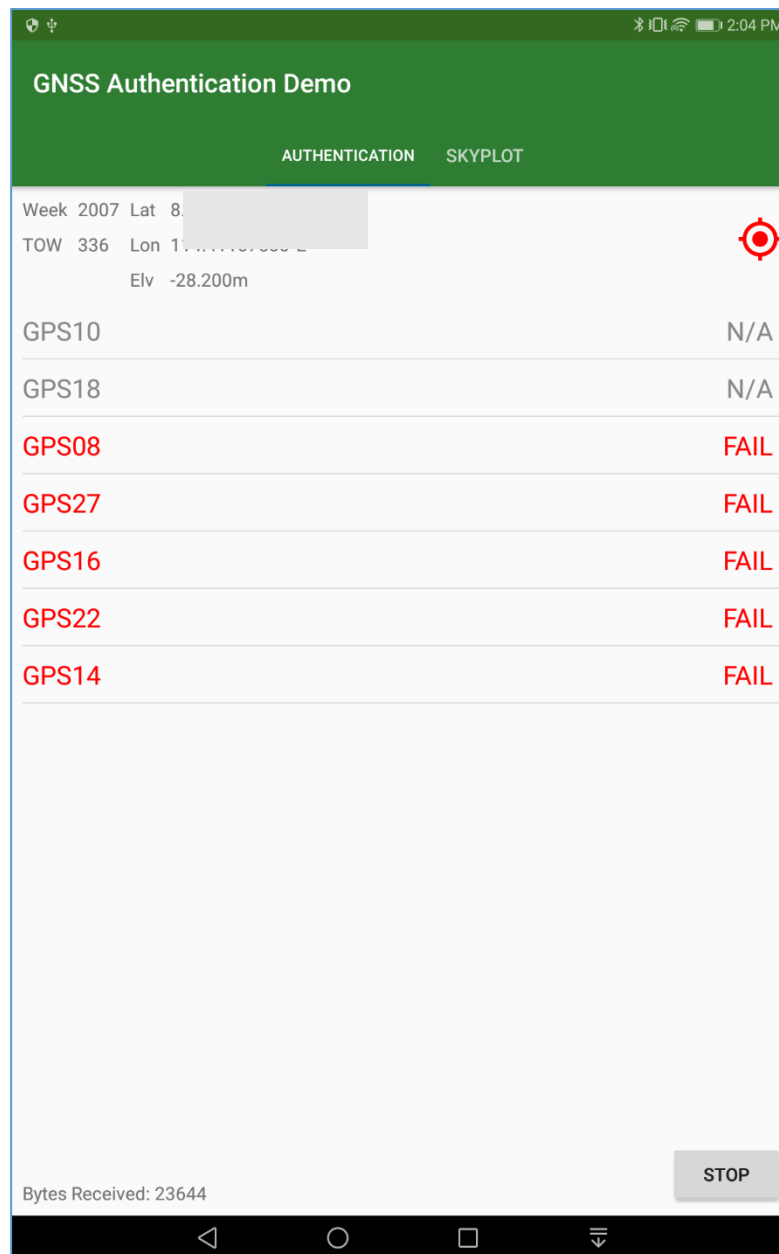 2:04 PM
GNSS Authentication Demo
AUTHENTICATION SKYPLOT
Week 2007 Lat 8.
TOW 336 Lon
Elv -28.200m
GPS10 N/A
GPS18 N/A
GPS08 FAIL
GPS27 FAIL
GPS16 FAIL
GPS22 FAIL
GPS14 FAIL
STOP
Bytes Received: 23644